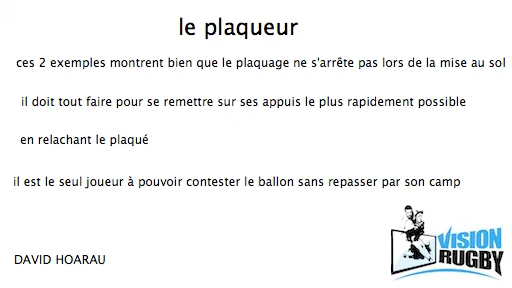 le plaqueur
ces 2 exemples montrent bien que le plaquage ne s'arrête pas lors de la mise au sol
il doit tout faire pour se remettre sur ses appuis le plus rapidement possible
en relachant le plaqué
il est le seul joueur à pouvoir contester le ballon sans repasser par son camp
VISION
RUGBY
DAVID HOARAU